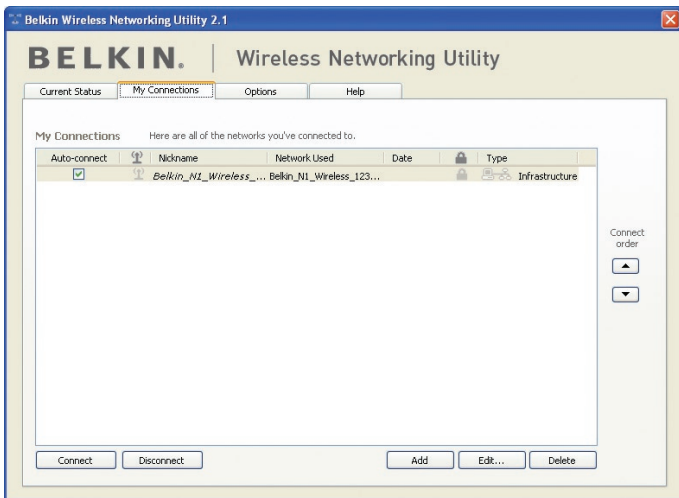 Belkin Wireless Networking Utility 2.1
BELKIN. | Wireless Networking Utility
Current Status My Connections Options Help
My Connections Here are all of the networks you've connected to.
Auto-connect Nickname Network Used Date Type
Belkin_N1_Wireless_... Belkin_N1_Wireless_123... Infrastructure
Connect
order
Connect Disconnect Add Edit... Delete